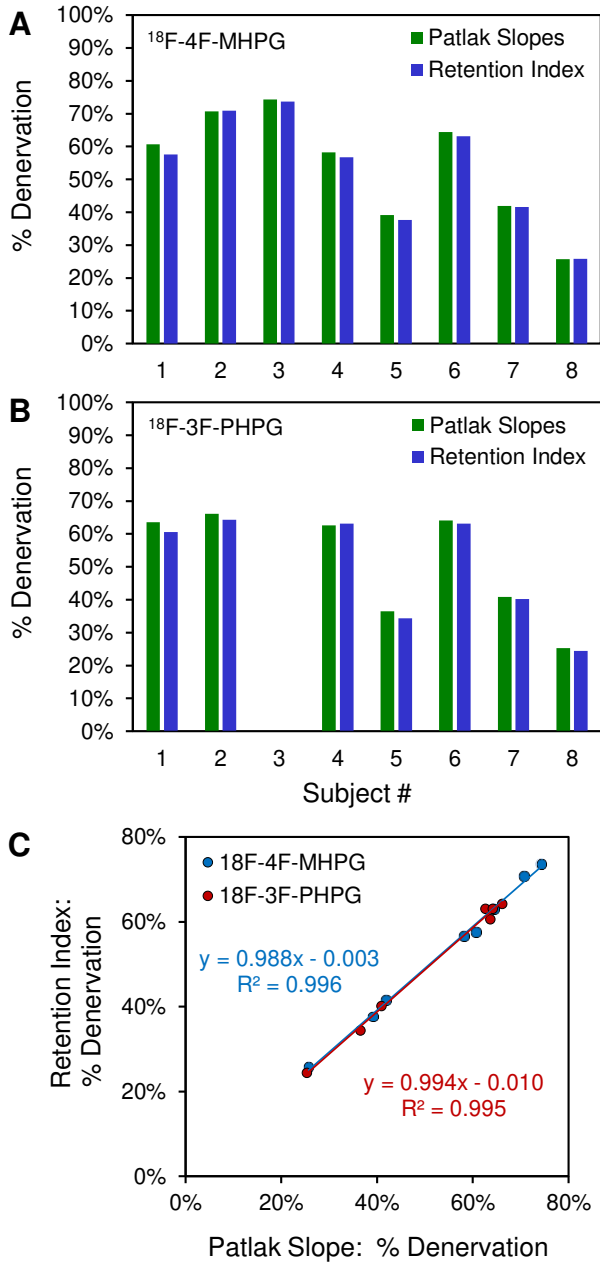 A
¹⁸F-4F-MHPG
Patlak Slopes
Retention Index
% Denervation
100%
90%
80%
70%
60%
50%
40%
30%
20%
10%
0%
1 2 3 4 5 6 7 8
B
¹⁸F-3F-PHPG
Patlak Slopes
Retention Index
% Denervation
100%
90%
80%
70%
60%
50%
40%
30%
20%
10%
0%
1 2 3 4 5 6 7 8
Subject #
C
18F-4F-MHPG
18F-3F-PHPG
y = 0.988x - 0.003
R² = 0.996
y = 0.994x - 0.010
R² = 0.995
Retention Index:
% Denervation
80%
60%
40%
20%
0%
0% 20% 40% 60% 80%
Patlak Slope: % Denervation